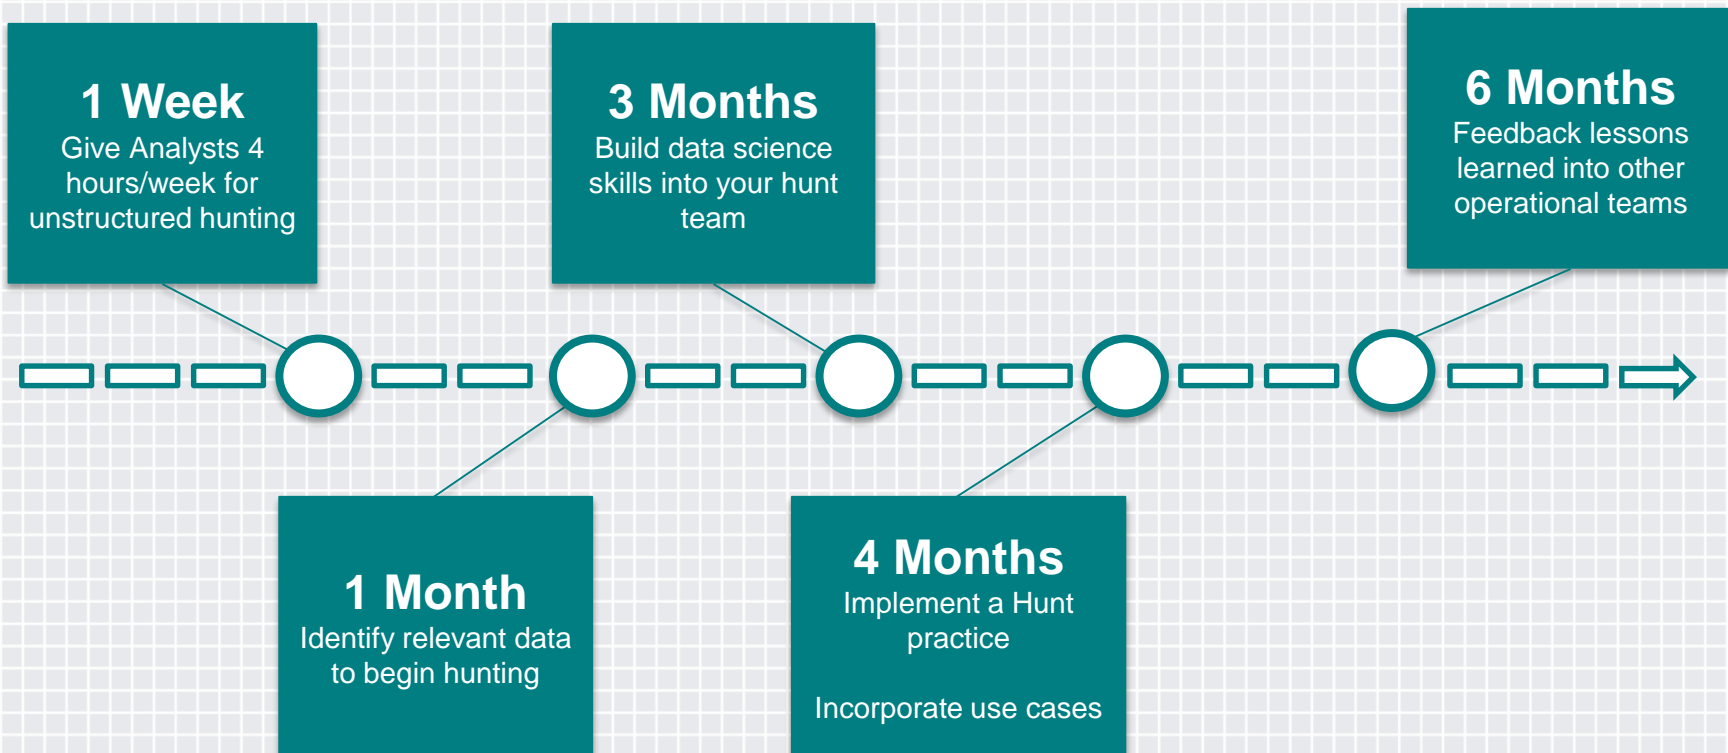 1 Week
Give Analysts 4
hours/week for
unstructured hunting
1 Month
Identify relevant data
to begin hunting
3 Months
Build data science
skills into your hunt
team
4 Months
Implement a Hunt
practice
Incorporate use cases
6 Months
Feedback lessons
learned into other
operational teams